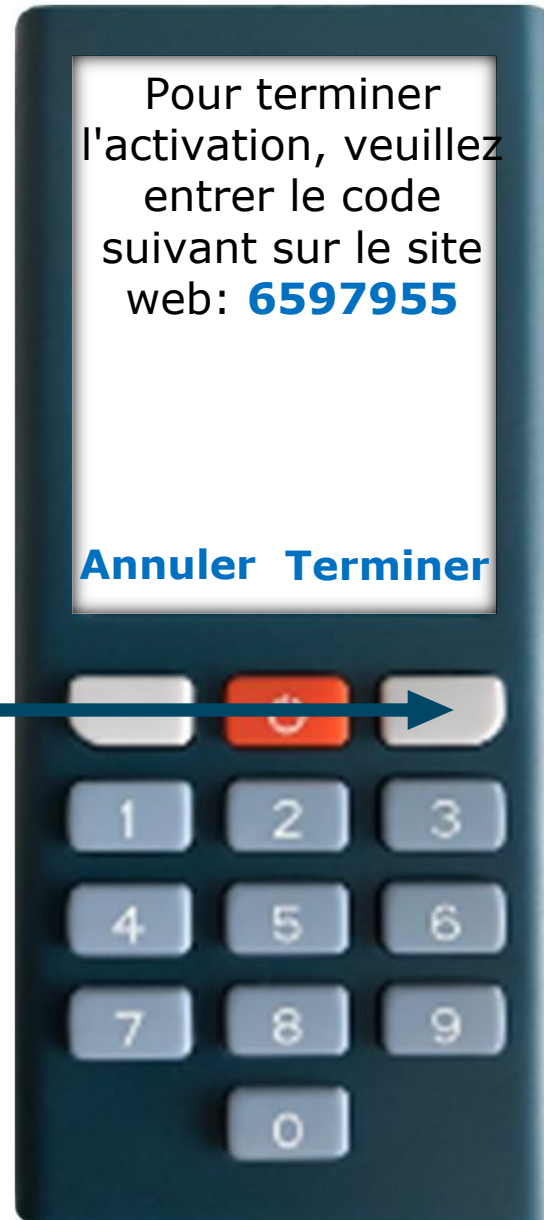 Pour terminer
l'activation, veuillez
entrer le code
suivant sur le site
web: 6597955
Annuler Terminer
1 2 3
4 5 6
7 8 9
0